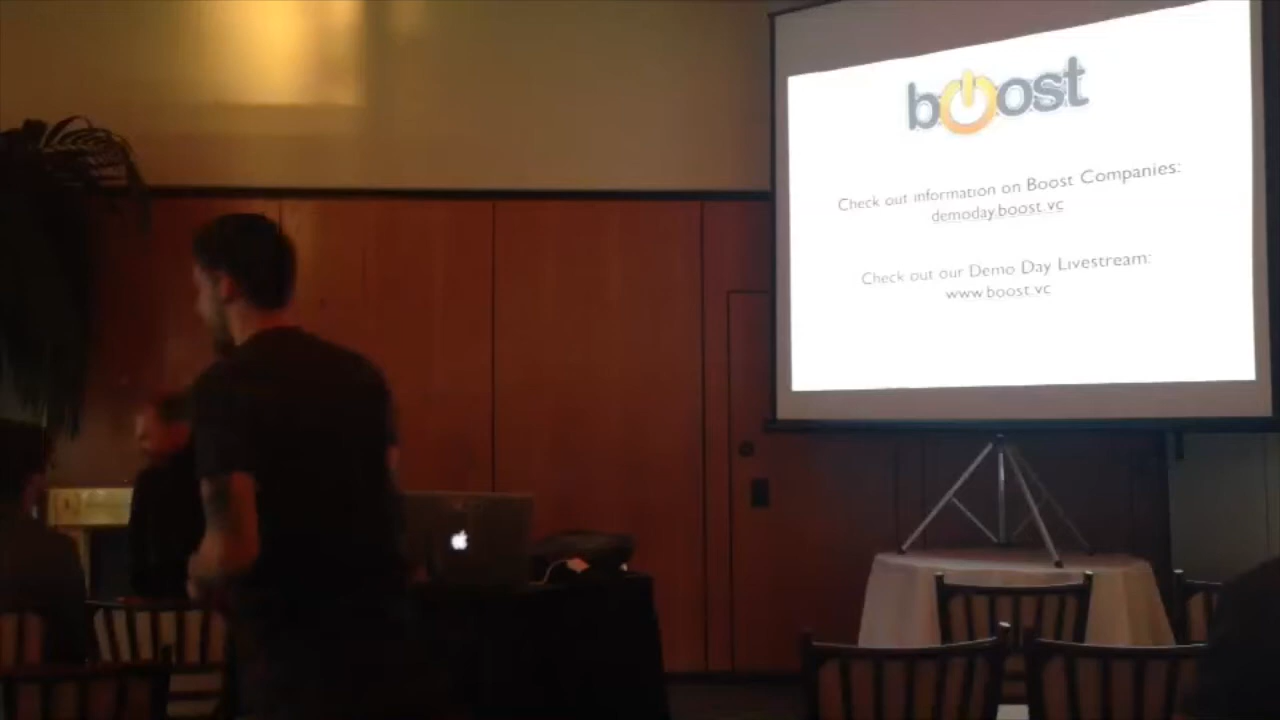 boost
Check out information on Boost Companies:
demoday.boost.vc
Check out our Demo Day Livestream:
www.boost.vc